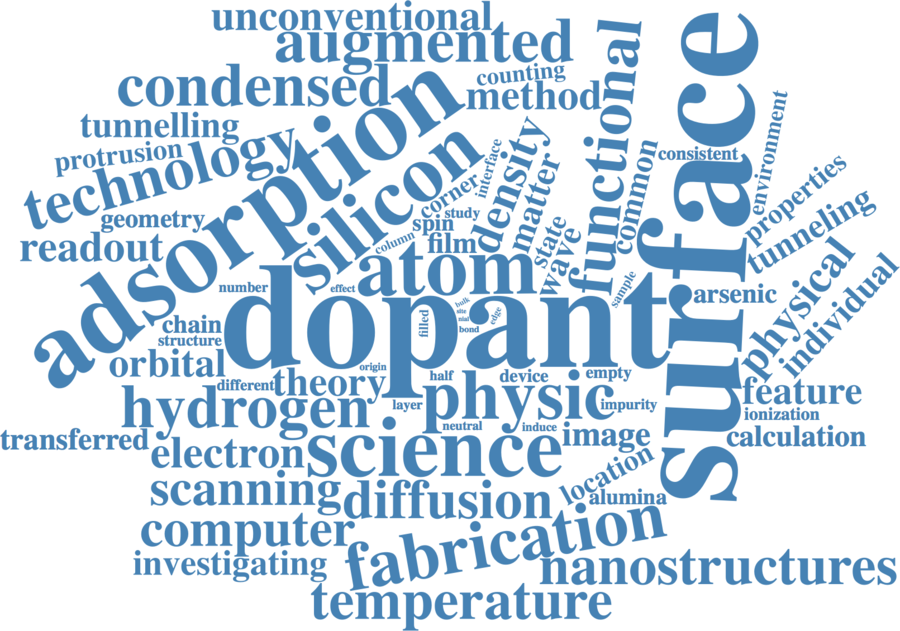 unconventional
augmented
condensed
counting
method
functional
surface
tunnelling
protrusion
technology
adsorption
silicon
geometry
readout
corner
interface
density
matter
common
consistent
environment
properties
tunneling
study
spin
column
film
state
wave
atom
sample
number
effect
dopant
bulk
site
edge
filled
bond
arsenic
physical
individual
chain
structure
orbital
different
theory
origin
half
device
empty
feature
hydrogen
layer
physic
impurity
ionization
transferred
neutral
induce
image
calculation
electron
science
location
scanning
diffusion
alumina
computer
fabrication
investigating
nanostructures
temperature